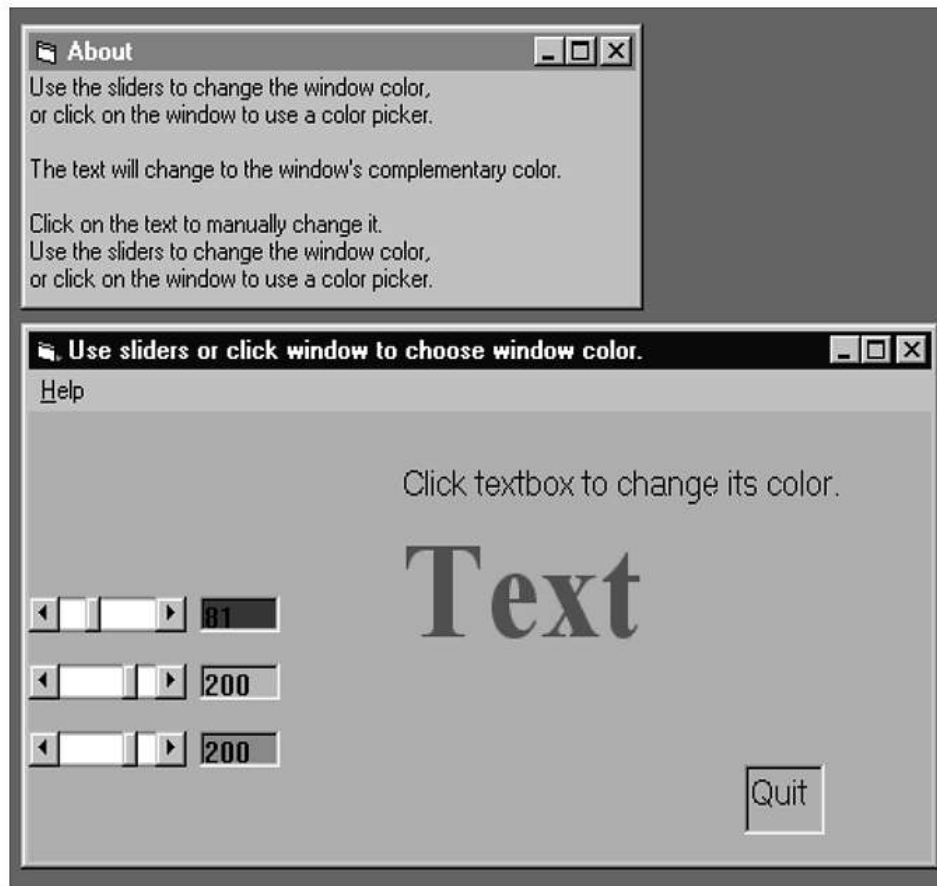 About
Use the sliders to change the window color,
or click on the window to use a color picker.
The text will change to the window's complementary color.
Click on the text to manually change it.
Use the sliders to change the window color,
or click on the window to use a color picker.
Use sliders or click window to choose window color.
Help
Click textbox to change its color.
Text
81
200
200
Quit